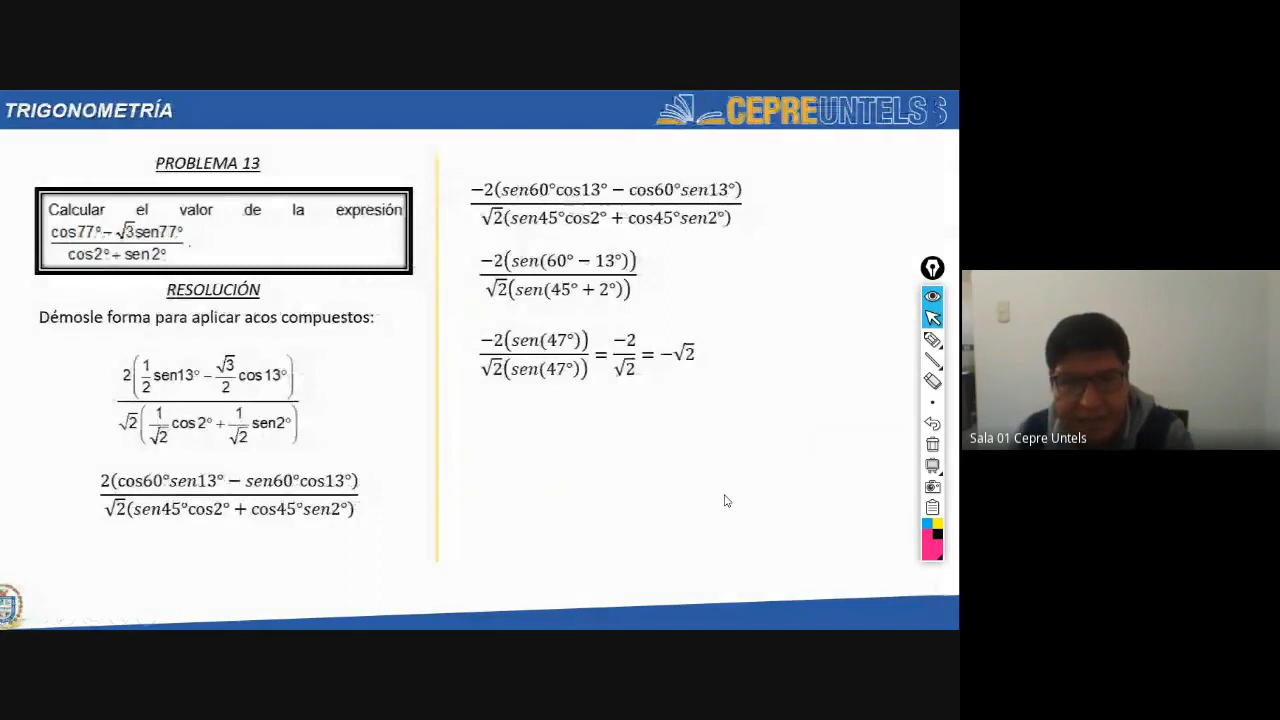 TRIGONOMETRÍA
CEPREUNTELS
PROBLEMA 13
Calcular el valor de la expresión
cos77° − √3sen77°
cos2° + sen2°
.
RESOLUCIÓN
Démosle forma para aplicar acos compuestos:
2(1/2 sen13° − √3/2 cos13°)
√2(1/√2 cos2° + 1/√2 sen2°)
2(cos60°sen13° − sen60°cos13°)
√2(sen45°cos2° + cos45°sen2°)
−2(sen60°cos13° − cos60°sen13°)
√2(sen45°cos2° + cos45°sen2°)
−2(sen(60° − 13°))
√2(sen(45° + 2°))
−2(sen(47°))/√2(sen(47°)) = −2/√2 = −√2
Sala 01 Cepre Untels